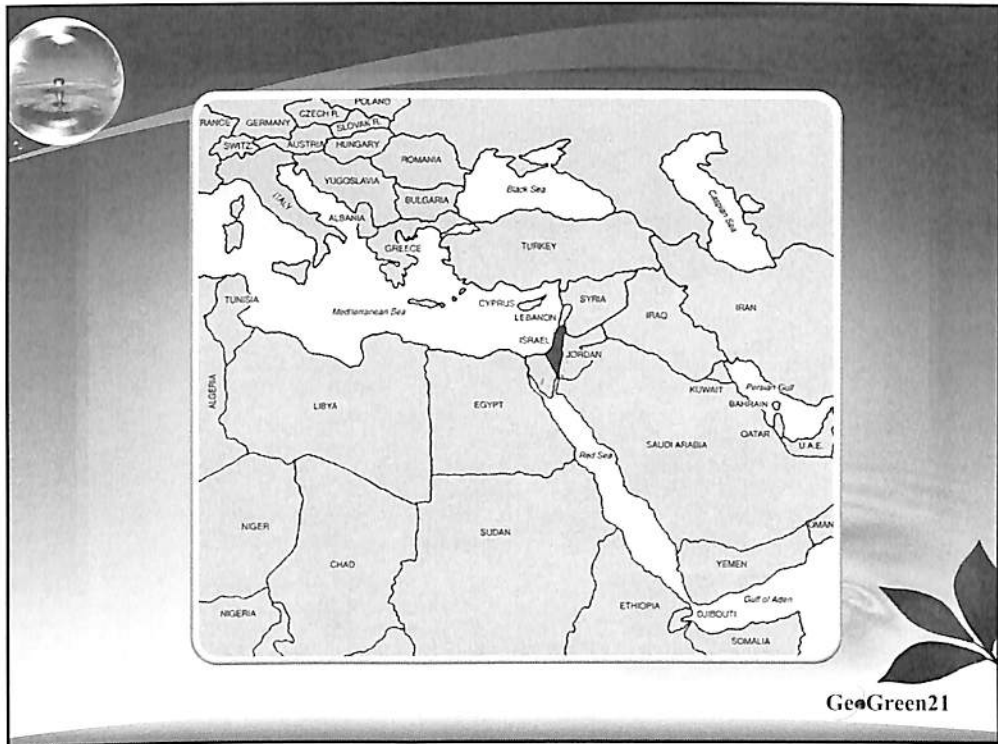 POLAND
CZECH R.
RANCE
GERMANY
SLOVAK R.
SWITZ.
AUSTRIA
HUNGARY
ROMANIA
YUGOSLAVIA
Black Sea
Caspian Sea
ITALY
BULGARIA
ALBANIA
GREECE
TURKEY
TUNISIA
CYPRUS
SYRIA
IRAN
Mediterranean Sea
LEBANON
IRAQ
ISRAEL
JORDAN
ALGERIA
KUWAIT
Persian Gulf
LIBYA
EGYPT
BAHRAIN
QATAR
U.A.E.
SAUDI ARABIA
Red Sea
NIGER
SUDAN
OMAN
CHAD
YEMEN
ETHIOPIA
Gulf of Aden
NIGERIA
DJIBOUTI
SOMALIA
GeoGreen21